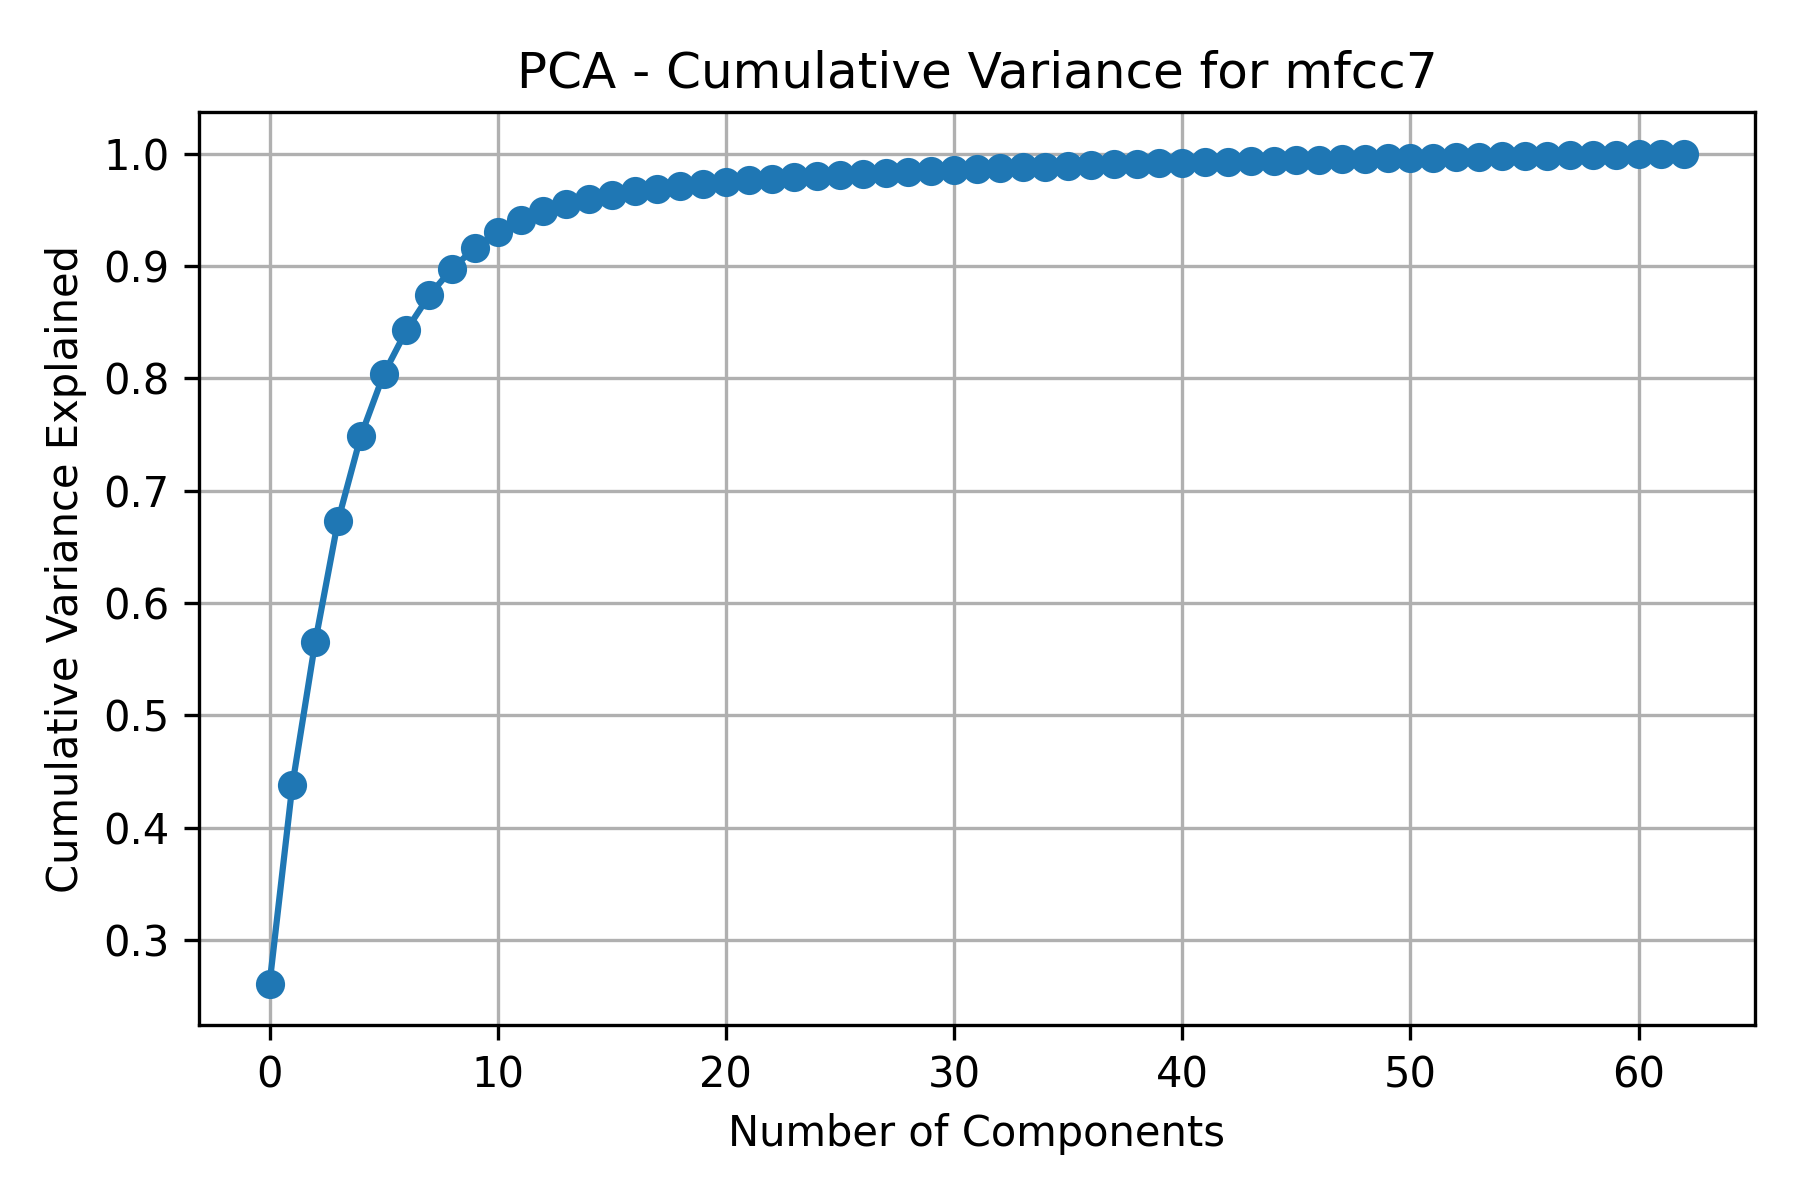 PCA - Cumulative Variance for mfcc7
Cumulative Variance Explained
1.0
0.9
0.8
0.7
0.6
0.5
0.4
0.3
0 10 20 30 40 50 60
Number of Components